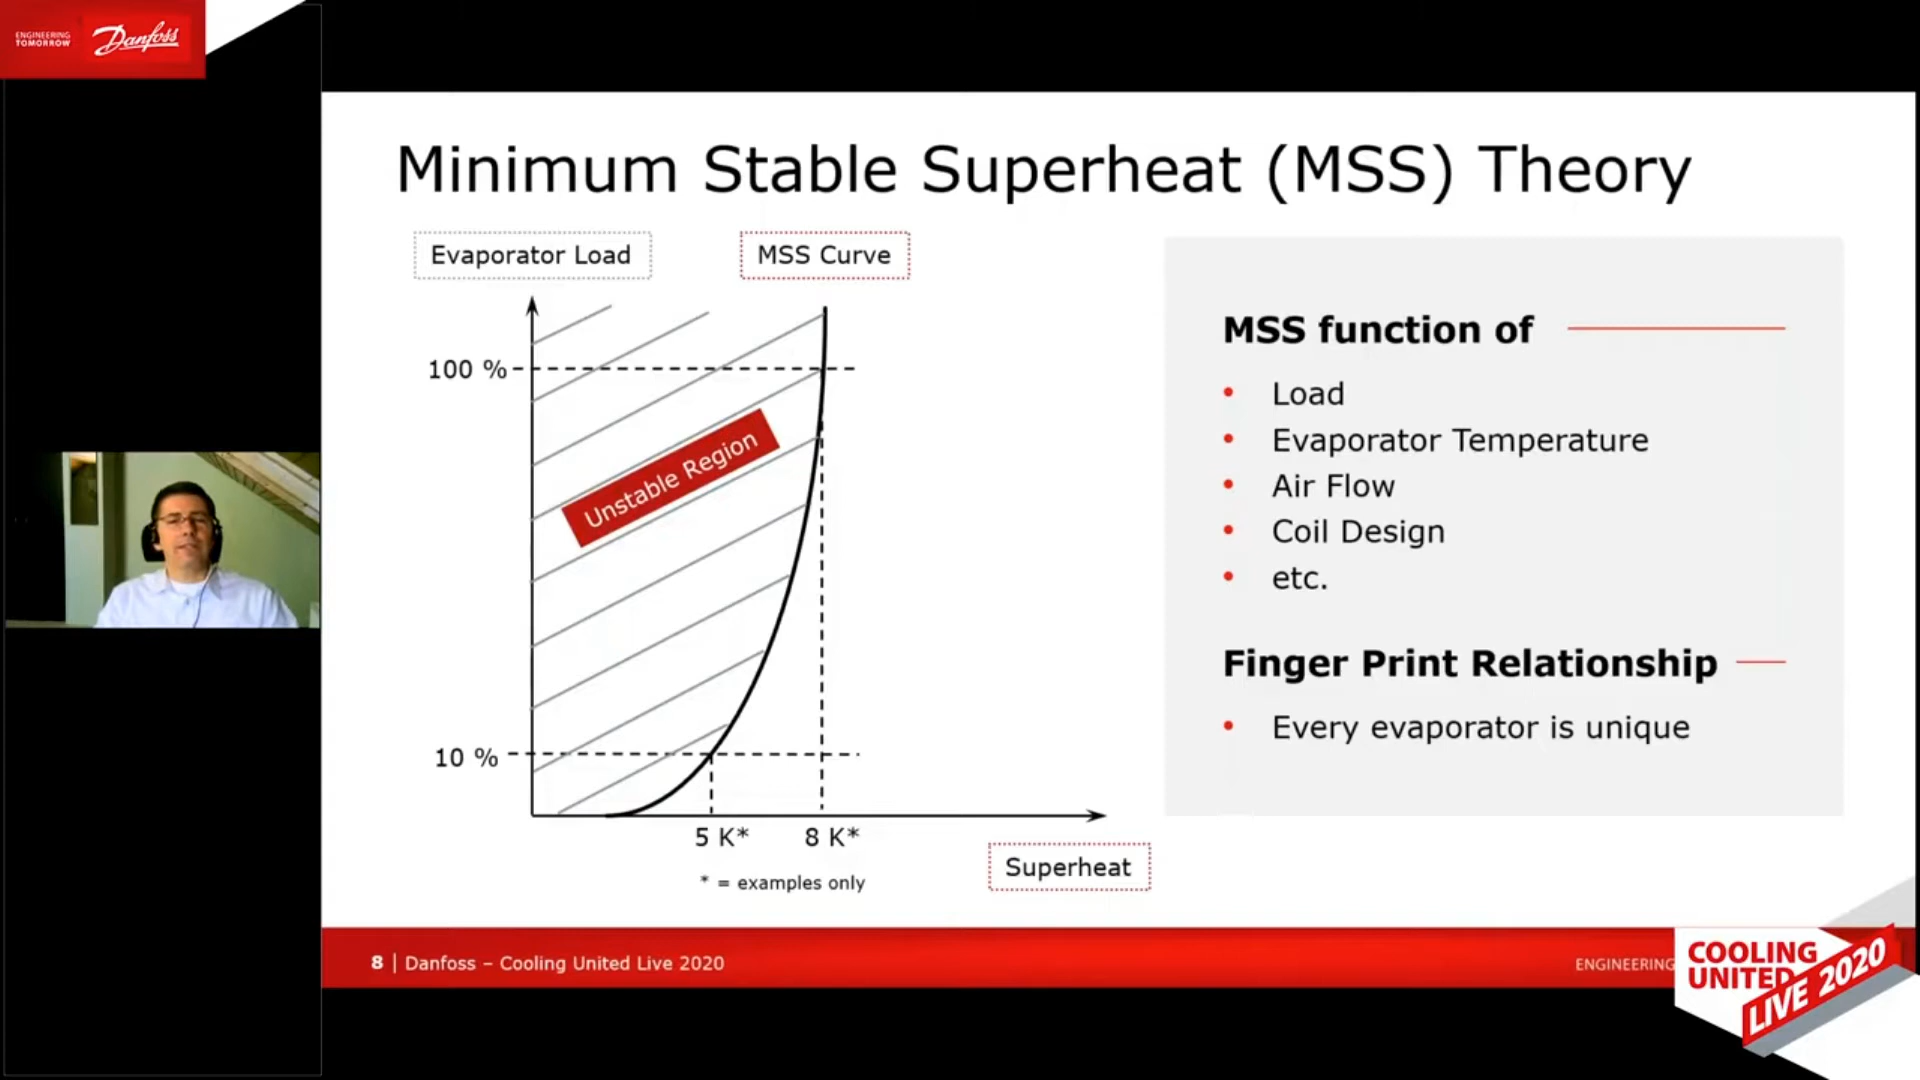 ENGINEERING
TOMORROW
Danfoss
Minimum Stable Superheat (MSS) Theory
Evaporator Load
MSS Curve
100 %
Unstable Region
10 %
5 K*
8 K*
* = examples only
Superheat
MSS function of
• Load
• Evaporator Temperature
• Air Flow
• Coil Design
• etc.
Finger Print Relationship
• Every evaporator is unique
8 | Danfoss – Cooling United Live 2020
ENGINEERING
COOLING
UNITED
LIVE 2020